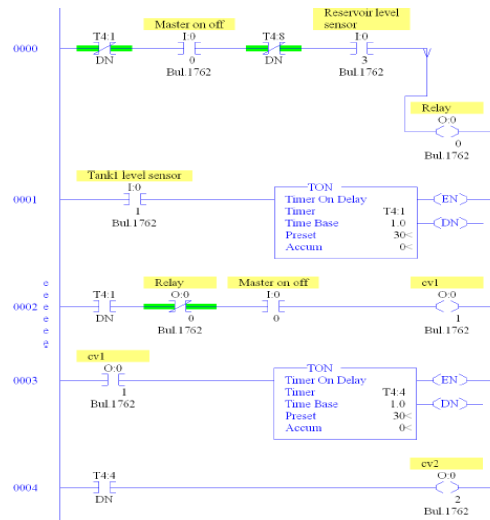 Reservoir level
Master on off sensor
T4:1 I:0 T4:8 I:0
0000
DN 0 DN 3
Bul.1762 Bul.1762
Relay
O:0
0
Bul.1762
Tank1 level sensor
I:0 TON
0001 Timer On Delay EN
1 Timer T4:1
Bul.1762 Time Base 1.0 DN
Preset 30<
Accum 0<
Relay Master on off cv1
e
T4:1 O:0 I:0 O:0
e
0002
e
DN 0 0 1
e
Bul.1762 Bul.1762
e
cv1
O:0 TON
0003 Timer On Delay EN
1 Timer T4:4
Bul.1762 Time Base 1.0 DN
Preset 30<
Accum 0<
cv2
T4:4 O:0
0004
DN 2
Bul.1762